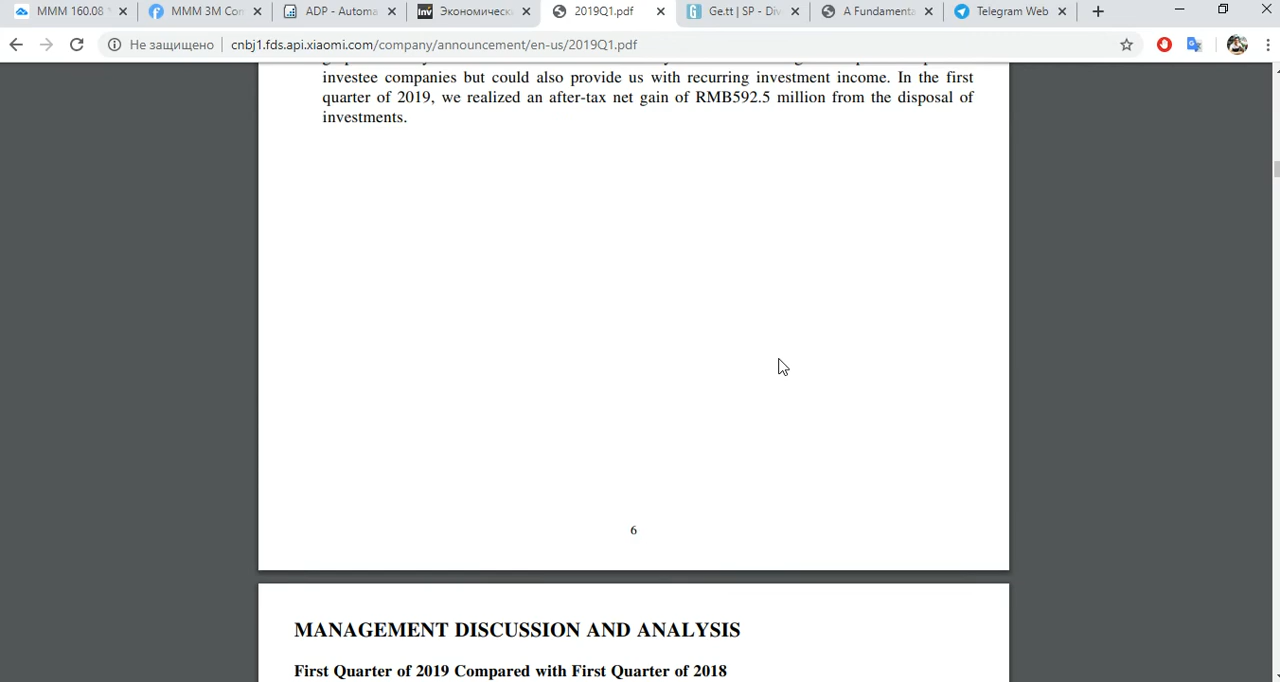 MMM 160.08
MMM 3M Con
ADP - Automa
Inv
Экономическ
2019Q1.pdf
Ge.tt | SP - Div
A Fundamenta
Telegram Web
Не защищено
cnbj1.fds.api.xiaomi.com/company/announcement/en-us/2019Q1.pdf
investee companies but could also provide us with recurring investment income. In the first
quarter of 2019, we realized an after-tax net gain of RMB592.5 million from the disposal of
investments.
6
MANAGEMENT DISCUSSION AND ANALYSIS
First Quarter of 2019 Compared with First Quarter of 2018